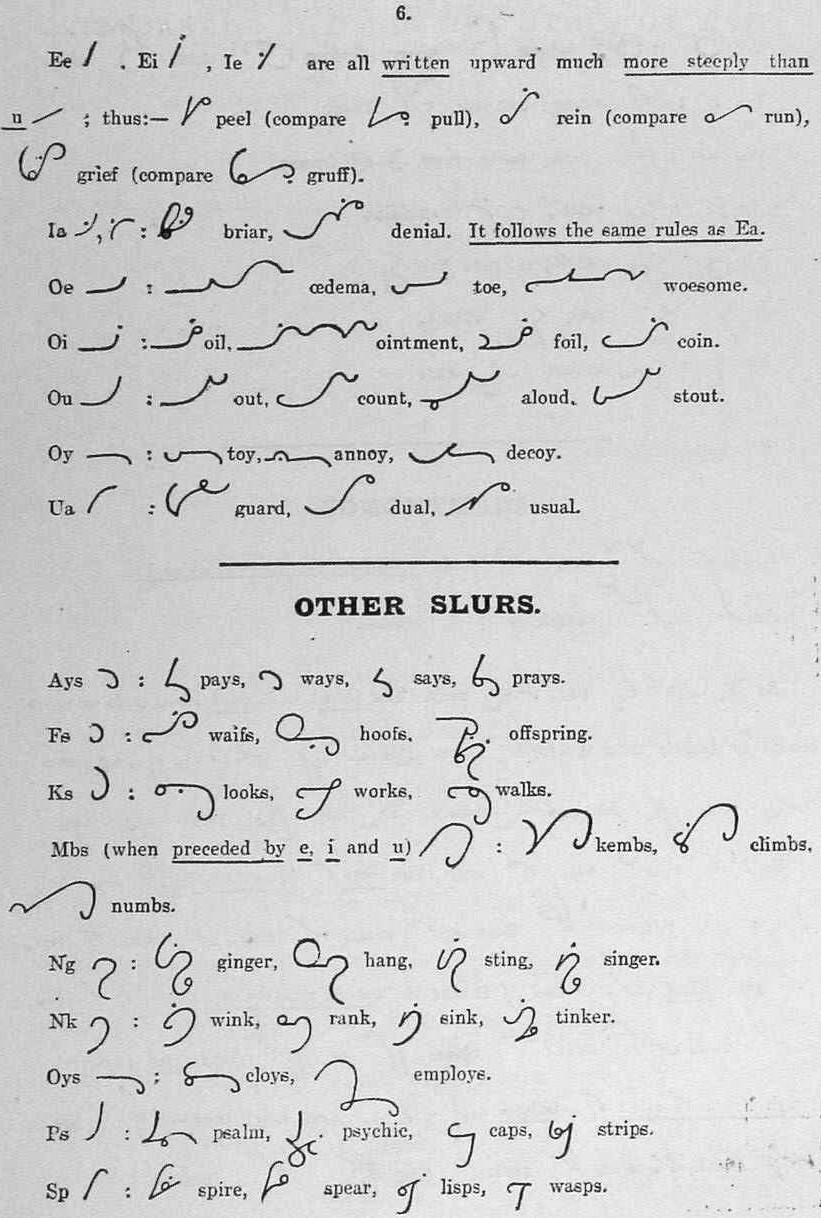 6.
Ee , Ei , Ie are all written upward much more steeply than
u ; thus:— peel (compare pull), rein (compare run),
grief (compare gruff).
Ia , : briar, denial. It follows the same rules as Ea.
Oe : œdema, toe, woesome.
Oi : oil, ointment, foil, coin.
Ou : out, count, aloud, stout.
Oy : toy, annoy, decoy.
Ua : guard, dual, usual.
OTHER SLURS.
Ays : pays, ways, says, prays.
Fs : waifs, hoofs, offspring.
Ks : looks, works, walks.
Mbs (when preceded by e, i and u) : kembs, climbs,
numbs.
Ng : ginger, hang, sting, singer.
Nk : wink, rank, sink, tinker.
Oys : cloys, employs.
Ps : psalm, psychic, caps, strips.
Sp : spire, spear, lisps, wasps.